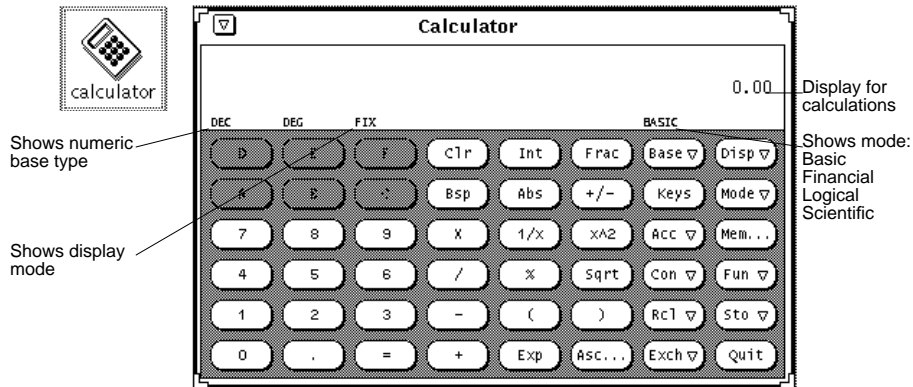 Calculator
calculator
0.00
Display for
calculations
DEC DEG FIX BASIC
Shows numeric
base type
Shows mode:
Basic
Financial
Logical
Scientific
D E F Clr Int Frac Base Disp
A B C Bsp Abs +/- Keys Mode
7 8 9 X 1/x x^2 Acc Mem...
Shows display
mode
4 5 6 / % Sqrt Con Fun
1 2 3 - ( ) Rcl Sto
0 . = + Exp Asc... Exch Quit